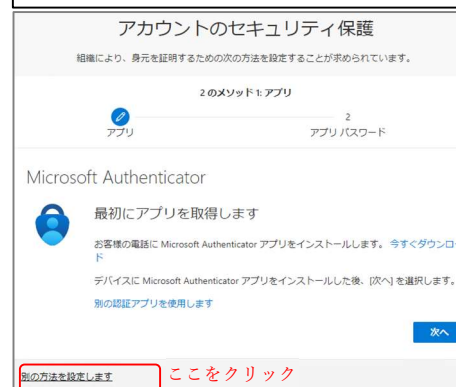 アカウントのセキュリティ保護
組織により、身元を証明するための次の方法を設定することが求められています。
2 のメソッド 1: アプリ
2
アプリ
アプリ パスワード
Microsoft Authenticator
最初にアプリを取得します
お客様の電話に Microsoft Authenticator アプリをインストールします。 今すぐダウンロー
ド
デバイスに Microsoft Authenticator アプリをインストールした後、[次へ] を選択します。
別の認証アプリを使用します
次へ
別の方法を設定します
ここをクリック